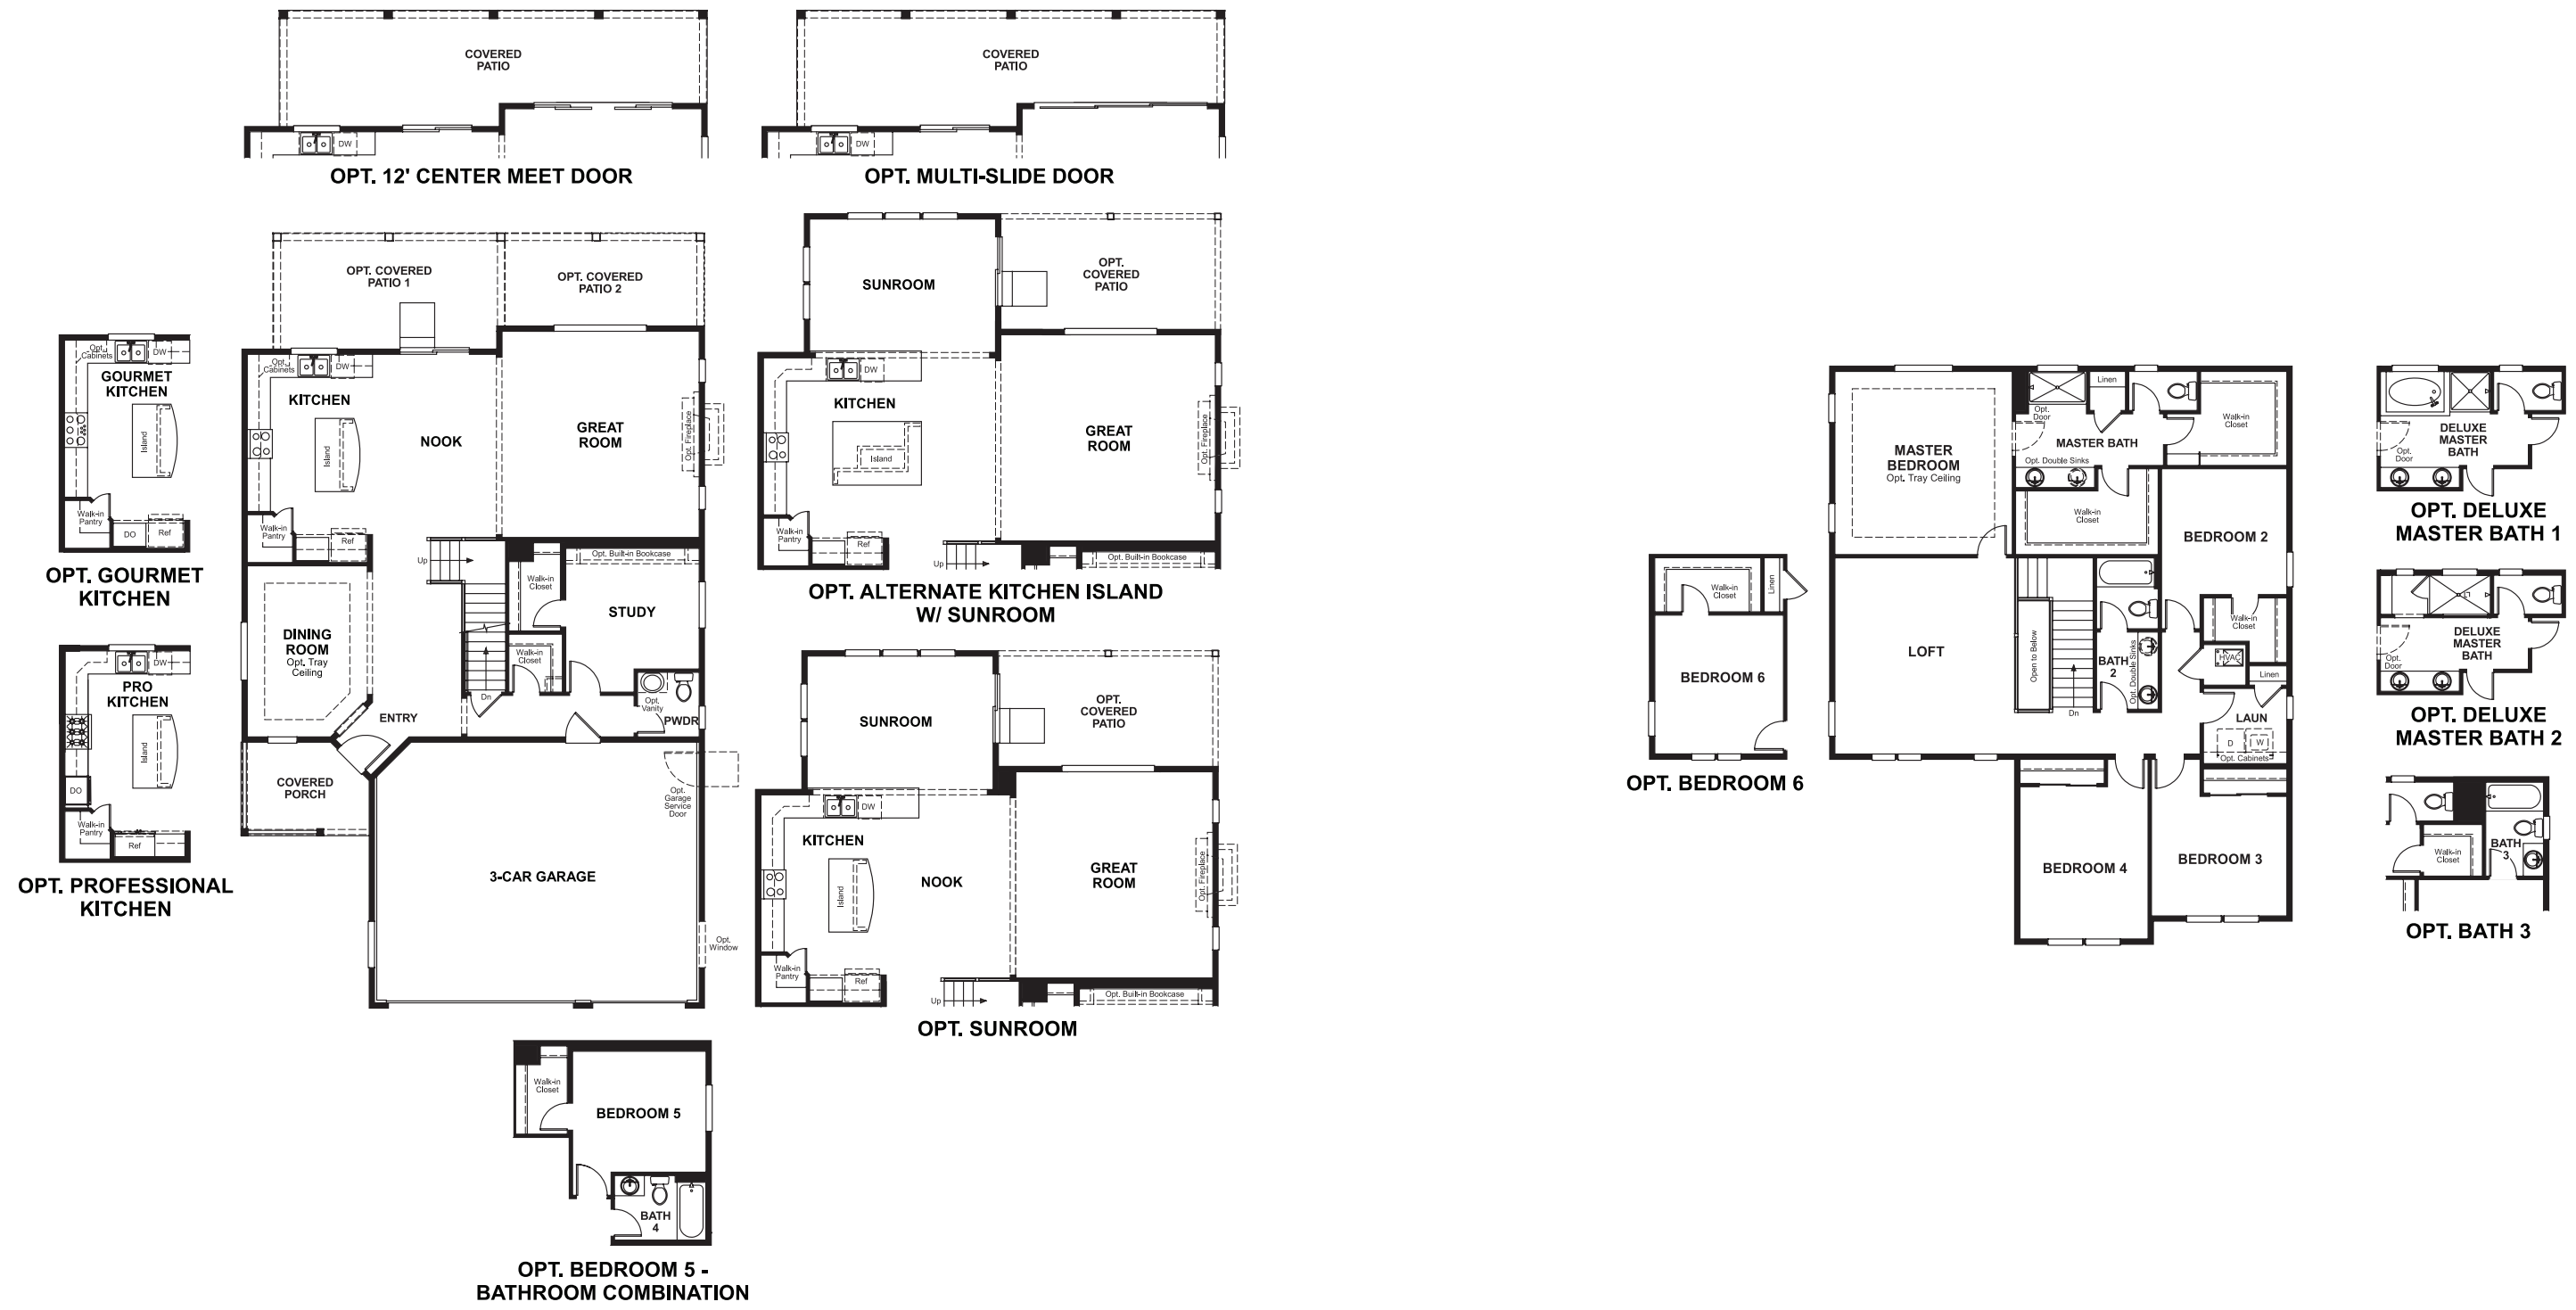 COVERED
PATIO
DW
OPT. 12' CENTER MEET DOOR
COVERED
PATIO
DW
OPT. MULTI-SLIDE DOOR
Opt.
Cabinets
DW
GOURMET
KITCHEN
Island
Walk-in
Pantry
DO
Ref
OPT. GOURMET
KITCHEN
DW
PRO
KITCHEN
Island
DO
Walk-in
Pantry
Ref
OPT. PROFESSIONAL
KITCHEN
OPT. COVERED
PATIO 1
OPT. COVERED
PATIO 2
Opt.
Cabinets
DW
KITCHEN
Island
NOOK
GREAT
ROOM
Opt. Fireplace
Walk-in
Pantry
Ref
Up
Opt. Built-in Bookcase
Walk-in
Closet
STUDY
DINING
ROOM
Opt. Tray
Ceiling
Walk-in
Closet
Dn
Opt.
Vanity
PWDR
ENTRY
COVERED
PORCH
Opt.
Garage
Service
Door
3-CAR GARAGE
Opt.
Window
Walk-in
Closet
BEDROOM 5
BATH
4
OPT. BEDROOM 5 -
BATHROOM COMBINATION
SUNROOM
OPT.
COVERED
PATIO
DW
KITCHEN
Island
GREAT
ROOM
Opt. Fireplace
Walk-in
Pantry
Ref
Up
Opt. Built-in Bookcase
OPT. ALTERNATE KITCHEN ISLAND
W/ SUNROOM
SUNROOM
OPT.
COVERED
PATIO
DW
KITCHEN
Island
NOOK
GREAT
ROOM
Opt. Fireplace
Walk-in
Pantry
Ref
Up
Opt. Built-in Bookcase
OPT. SUNROOM
Walk-in
Closet
Linen
BEDROOM 6
OPT. BEDROOM 6
MASTER
BEDROOM
Opt. Tray Ceiling
Linen
Opt.
Door
MASTER BATH
Opt. Double Sinks
Walk-in
Closet
Walk-in
Closet
BEDROOM 2
LOFT
Open to Below
Dn
BATH
2
Opt. Double Sinks
Walk-in
Closet
HVAC
Linen
LAUN
D
W
Opt. Cabinets
BEDROOM 4
BEDROOM 3
DELUXE
MASTER
BATH
Opt.
Door
OPT. DELUXE
MASTER BATH 1
DELUXE
MASTER
BATH
Opt.
Door
OPT. DELUXE
MASTER BATH 2
Walk-in
Closet
BATH
3
OPT. BATH 3